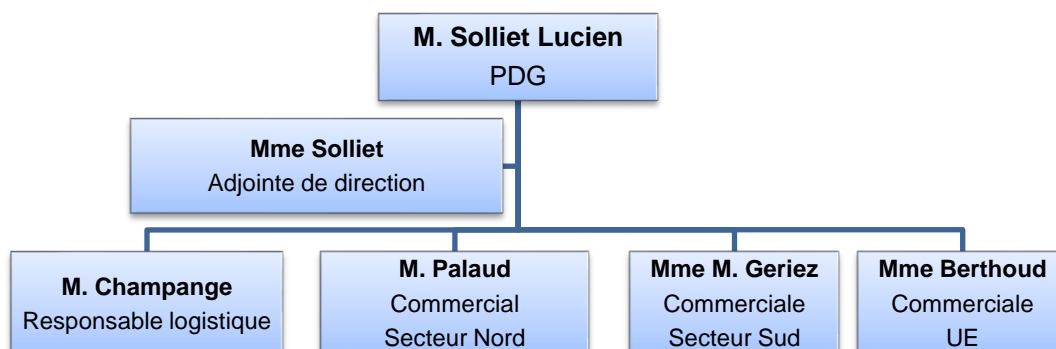 M. Solliet Lucien
PDG
Mme Solliet
Adjointe de direction
M. Champange
Responsable logistique
M. Palaud
Commercial
Secteur Nord
Mme M. Geriez
Commerciale
Secteur Sud
Mme Berthoud
Commerciale
UE